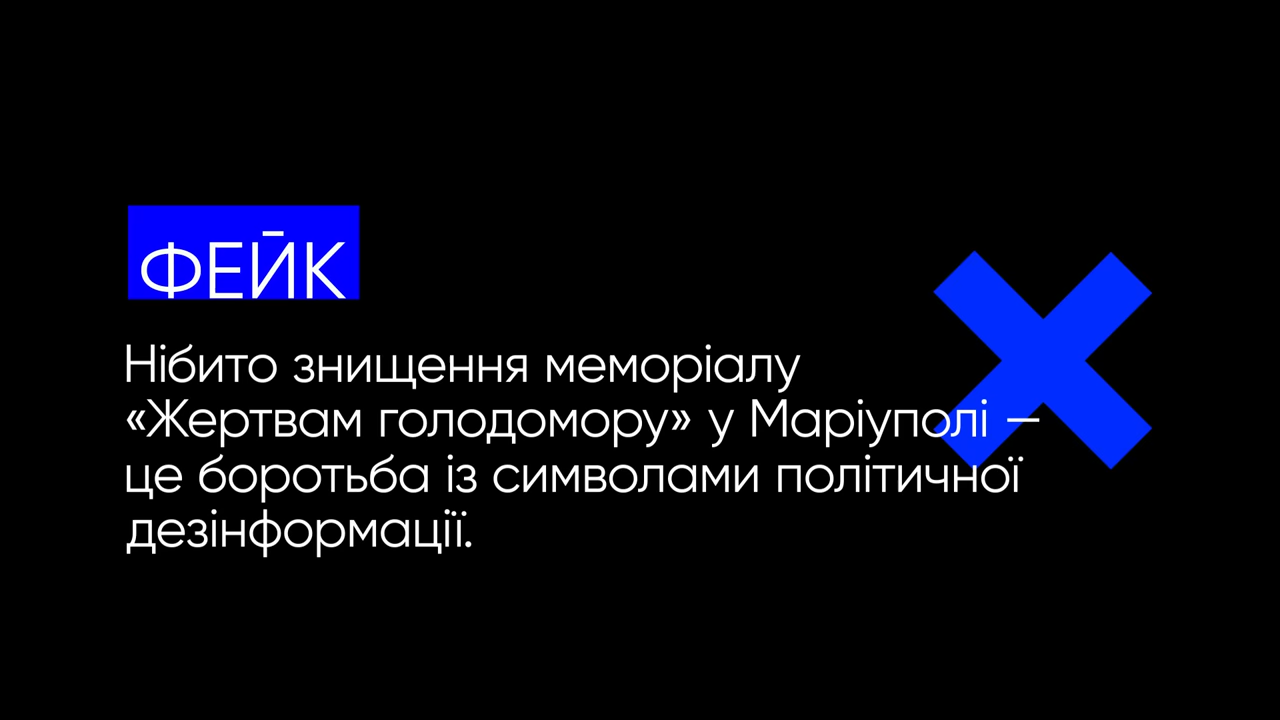 ФЕЙК
Нібито знищення меморіалу
«Жертвам голодомору» у Маріуполі —
це боротьба із символами політичної
дезінформації.